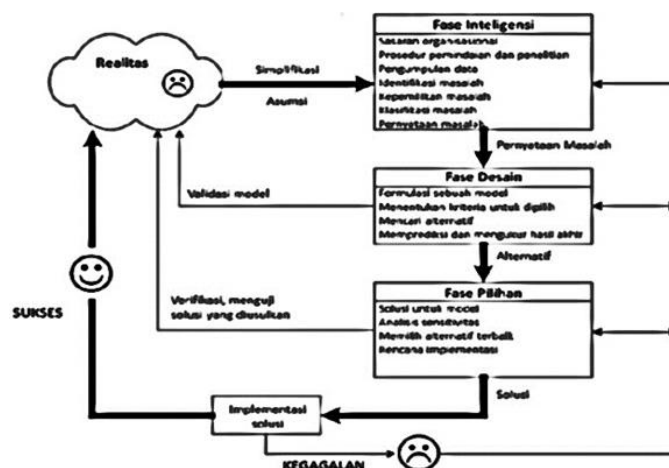 Realitas
Simplifikasi
Asumsi
Fase Inteligensi
Sasaran organisasional
Prosedur pemindaian dan penelitian
Pengumpulan data
Identifikasi masalah
Kepemilikan masalah
Klasifikasi masalah
Pernyataan masalah
Pernyataan Masalah
Fase Desain
Formulasi sebuah model
Menentukan kriteria untuk dipilih
Mencari alternatif
Memprediksi dan mengukur hasil akhir
Validasi model
Alternatif
Fase Pilihan
Solusi untuk model
Analisis sensitivitas
Memilih alternatif terbaik
Rencana implementasi
Verifikasi, menguji
solusi yang diusulkan
SUKSES
Solusi
Implementasi
solusi
KEGAGALAN